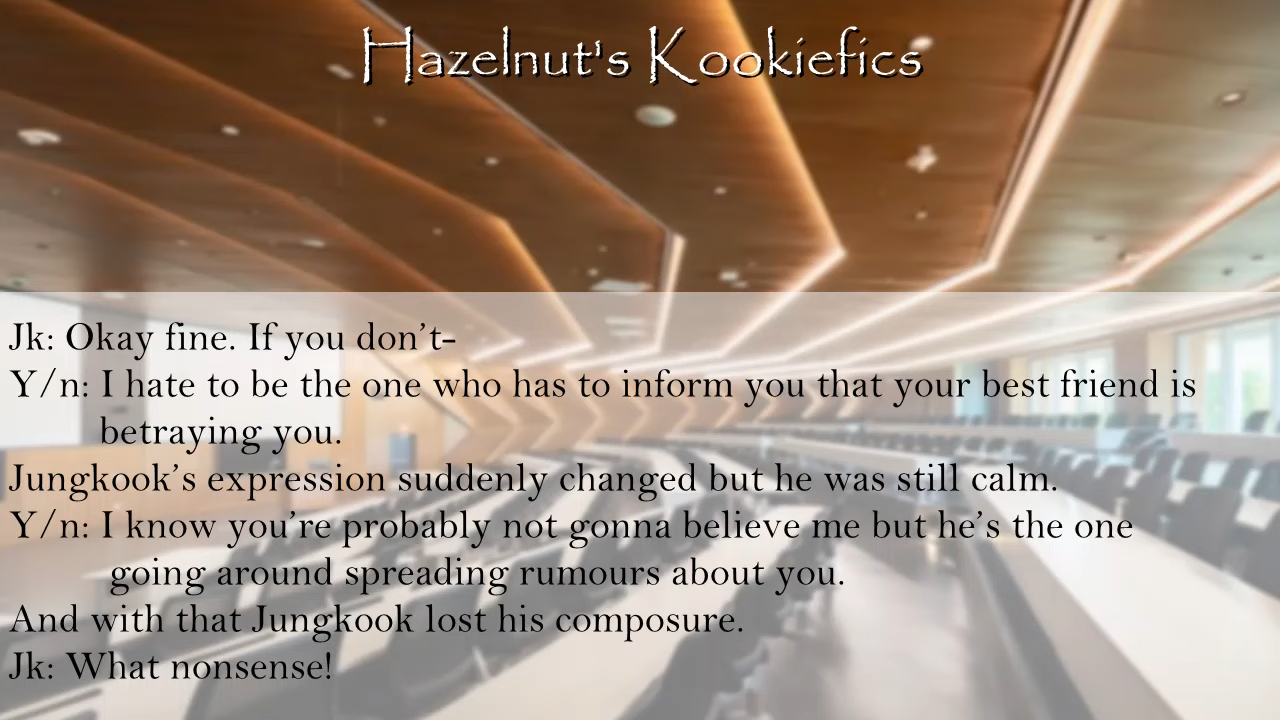 Hazelnut's Kookiefics
Jk: Okay fine. If you don’t-
Y/n: I hate to be the one who has to inform you that your best friend is
betraying you.
Jungkook’s expression suddenly changed but he was still calm.
Y/n: I know you’re probably not gonna believe me but he’s the one
going around spreading rumours about you.
And with that Jungkook lost his composure.
Jk: What nonsense!